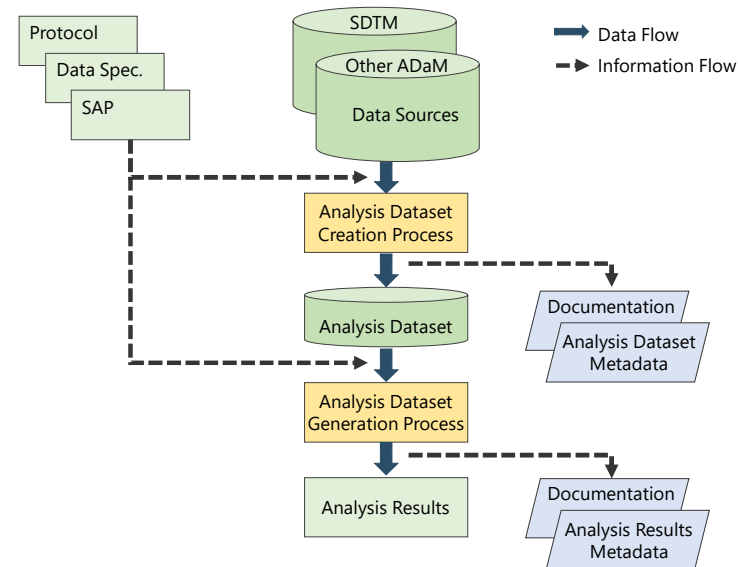 Protocol
Data Spec.
SAP
SDTM
Other ADaM
Data Sources
Data Flow
Information Flow
Analysis Dataset
Creation Process
Analysis Dataset
Documentation
Analysis Dataset
Metadata
Analysis Dataset
Generation Process
Analysis Results
Documentation
Analysis Results
Metadata